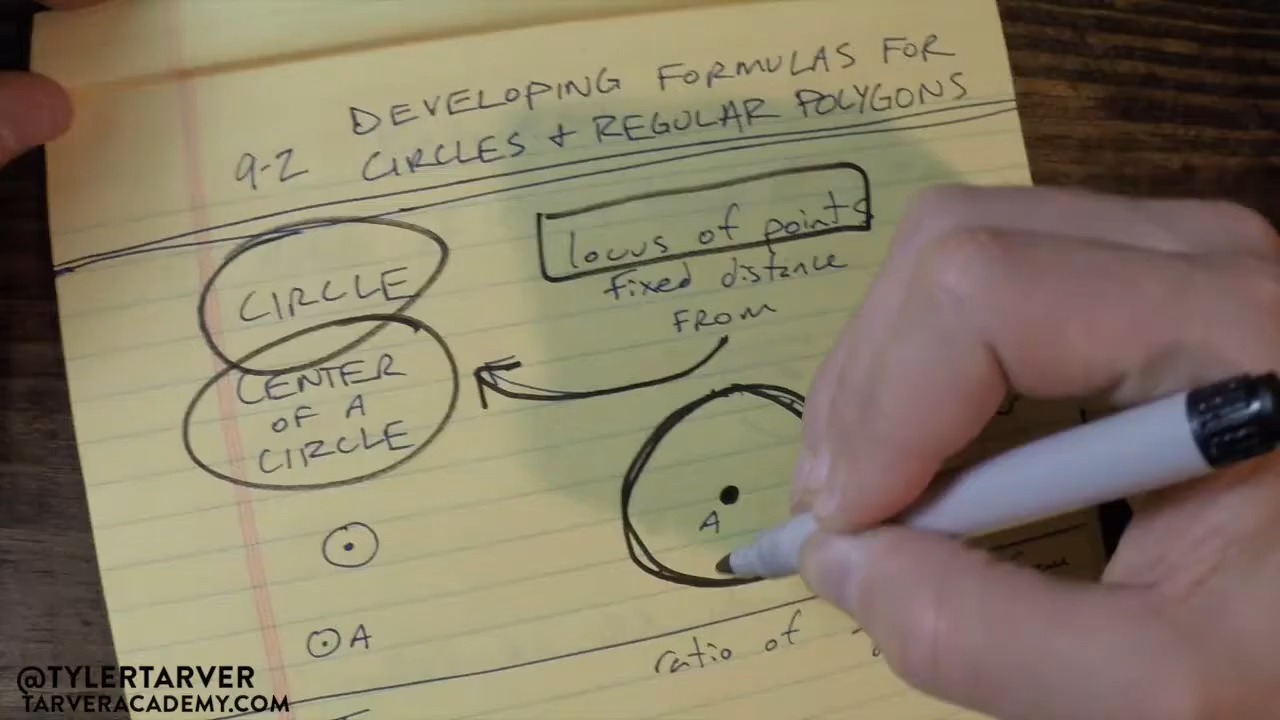 DEVELOPING FORMULAS FOR
9-2 CIRCLES & REGULAR POLYGONS
CIRCLE
locus of points
fixed distance
FROM
CENTER
OF A
CIRCLE
A
A
ratio of
@TYLERTARVER
TARVERACADEMY.COM